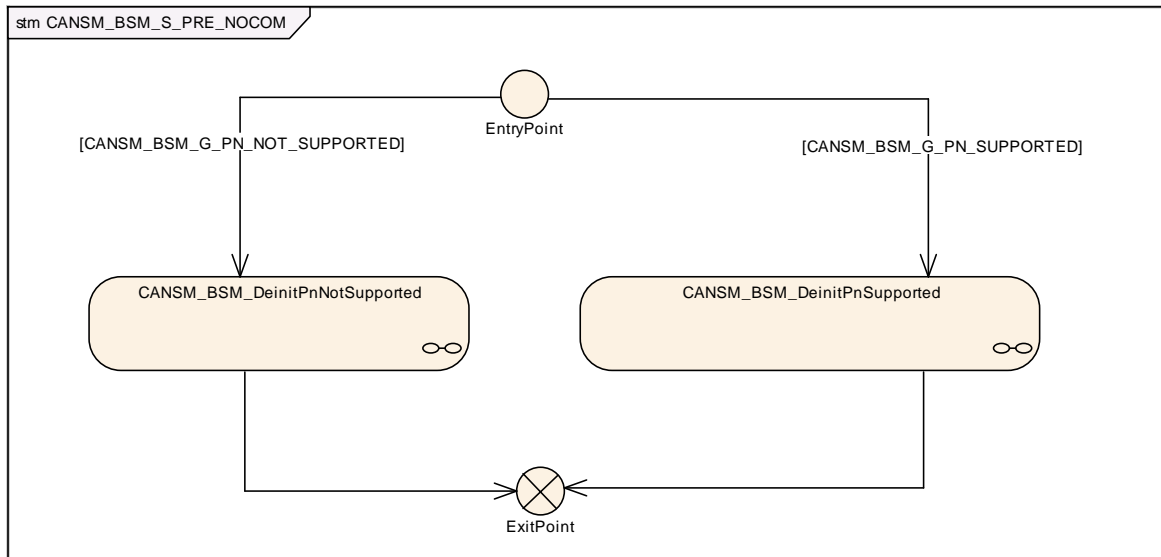 stm CANSM_BSM_S_PRE_NOCOM
EntryPoint
[CANSM_BSM_G_PN_NOT_SUPPORTED]
[CANSM_BSM_G_PN_SUPPORTED]
CANSM_BSM_DeinitPnNotSupported
CANSM_BSM_DeinitPnSupported
ExitPoint